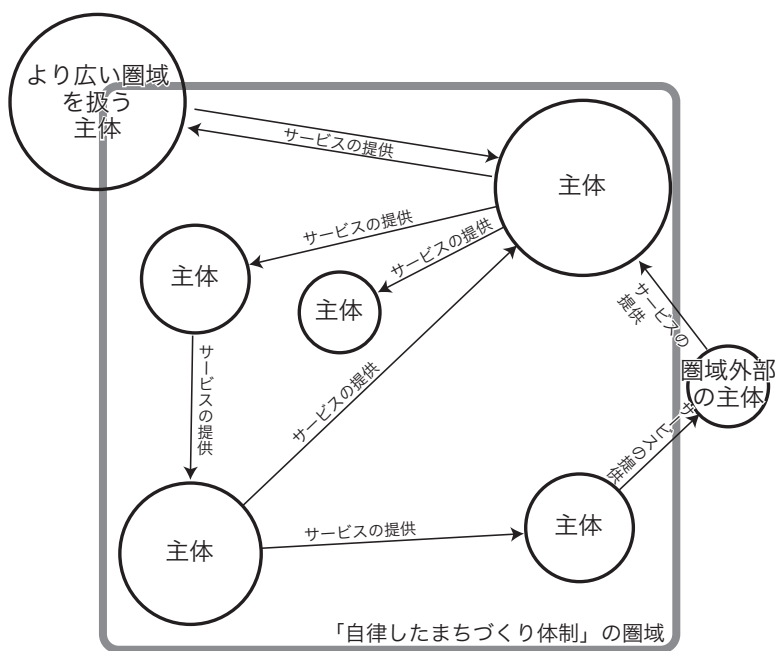 より広い圏域
を扱う
主体
サービスの提供
主体
サービスの提供
サービスの提供
主体
主体
サービスの
提供
サービスの提供
サービスの提供
圏域外部
の主体
サービスの提
供
主体
サービスの提供
主体
「自律したまちづくり体制」の圏域